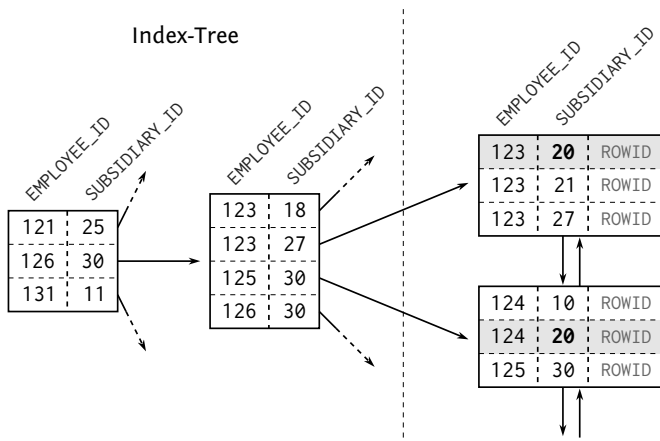 Index-Tree
EMPLOYEE_ID SUBSIDIARY_ID
121 25
126 30
131 11
EMPLOYEE_ID SUBSIDIARY_ID
123 18
123 27
125 30
126 30
EMPLOYEE_ID SUBSIDIARY_ID
123 20 ROWID
123 21 ROWID
123 27 ROWID
124 10 ROWID
124 20 ROWID
125 30 ROWID